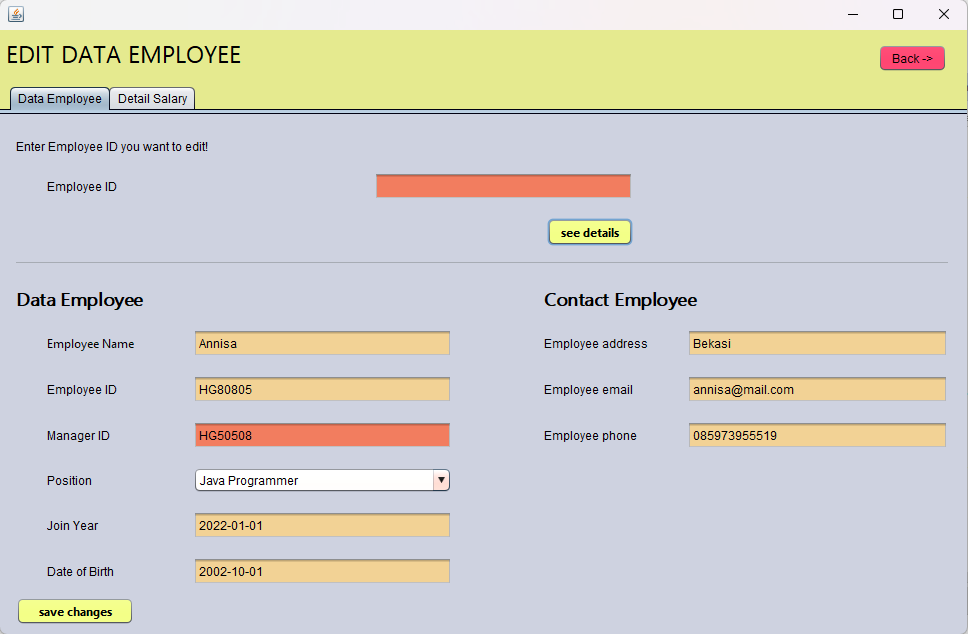 EDIT DATA EMPLOYEE
Back ->
Data Employee
Detail Salary
Enter Employee ID you want to edit!
Employee ID
see details
Data Employee
Contact Employee
Employee Name
Annisa
Employee address
Bekasi
Employee ID
HG80805
Employee email
annisa@mail.com
Manager ID
HG50508
Employee phone
085973955519
Position
Java Programmer
Join Year
2022-01-01
Date of Birth
2002-10-01
save changes